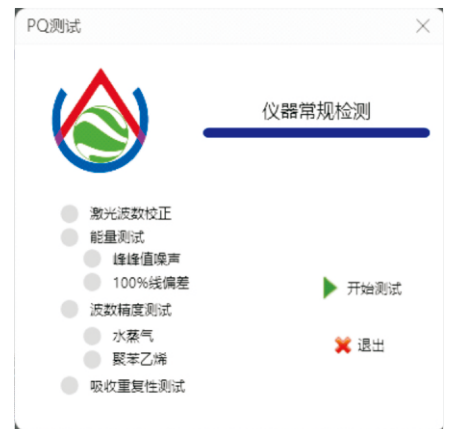 PQ测试
仪器常规检测
激光波数校正
能量测试
峰峰值噪声
100%线偏差
波数精度测试
水蒸气
聚苯乙烯
吸收重复性测试
开始测试
退出